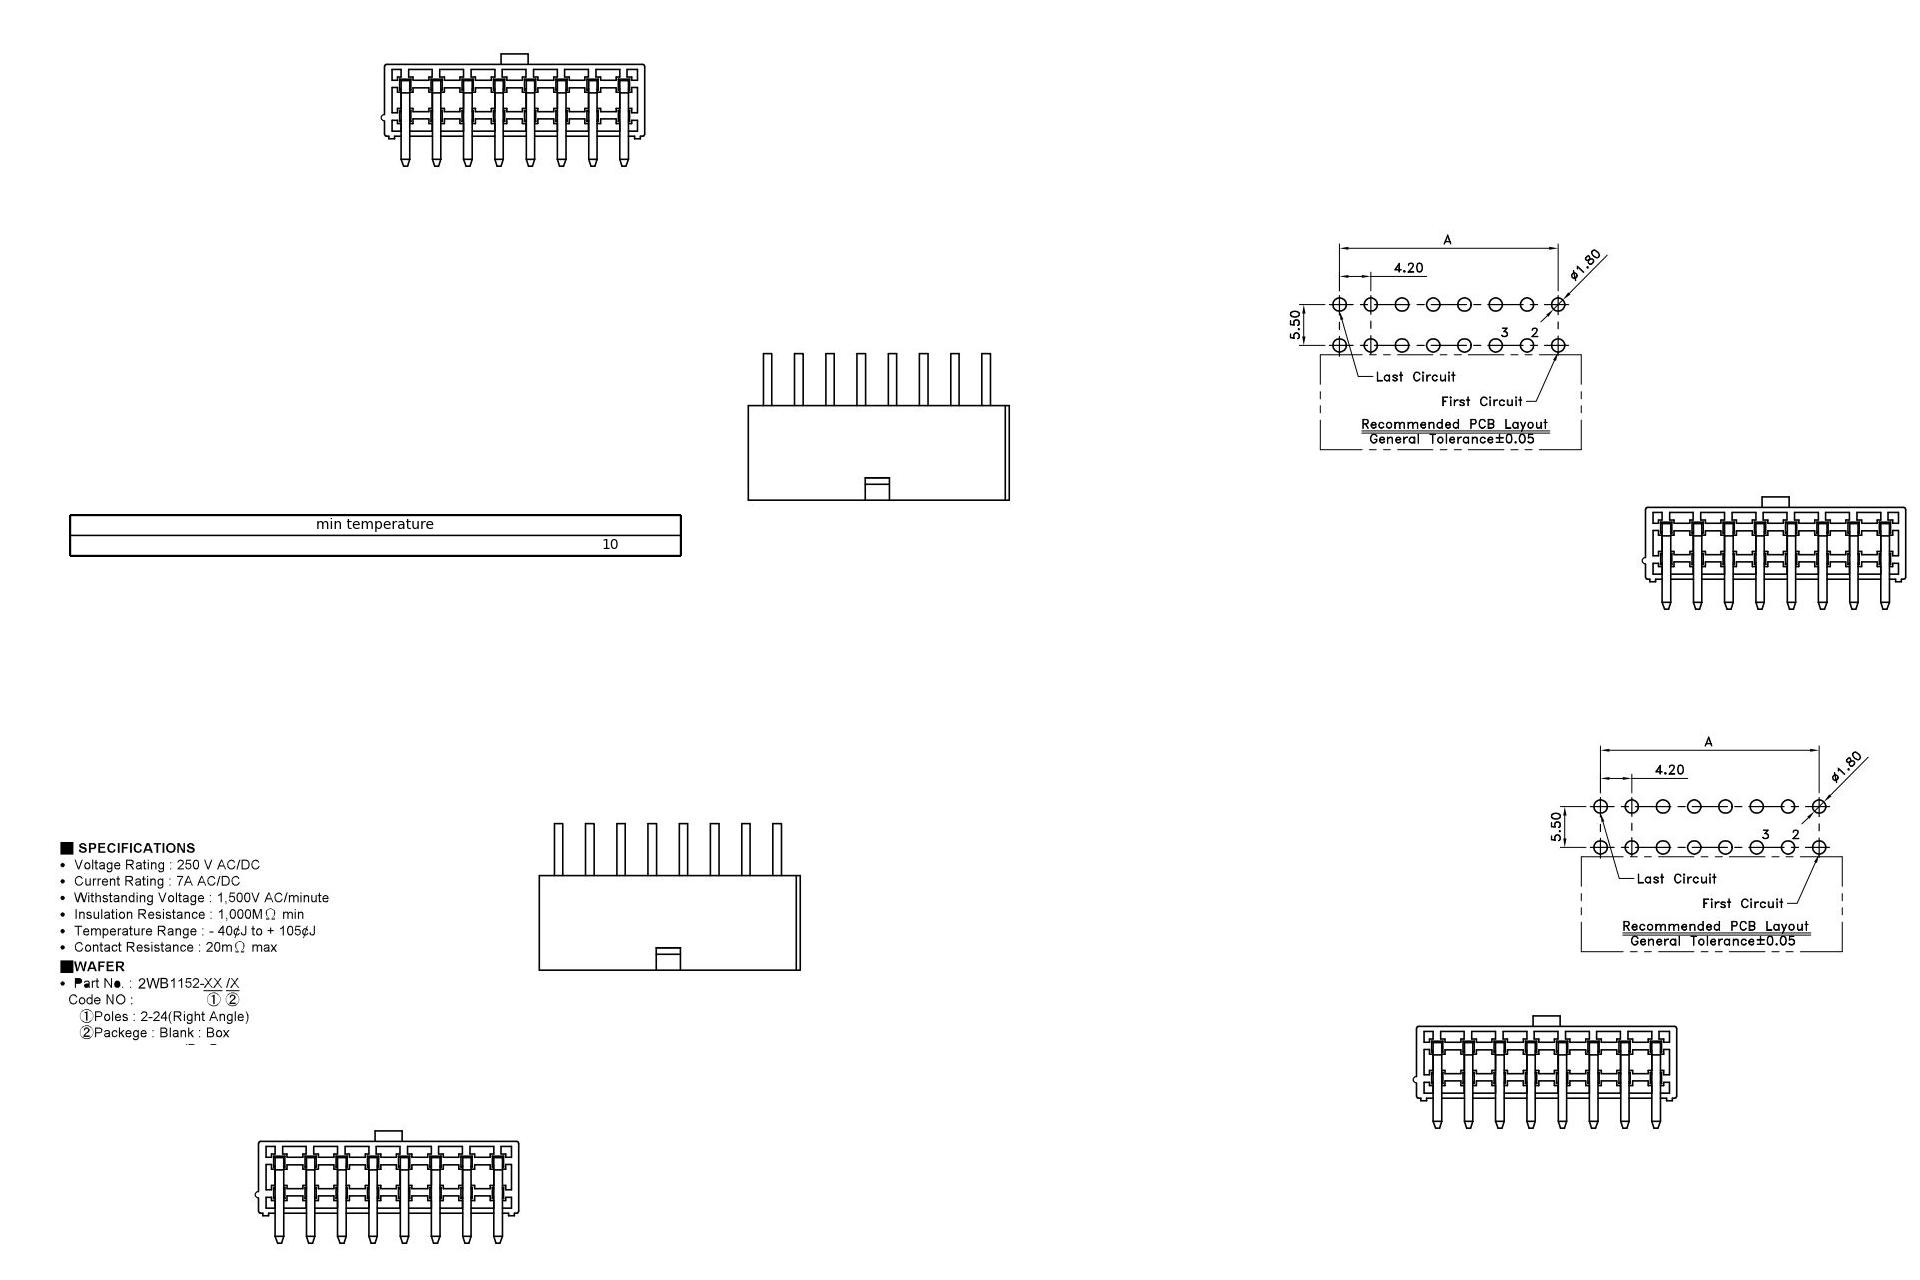 A
4.20
ø1.80
5.50
3 2
Last Circuit
First Circuit
Recommended PCB Layout
General Tolerance±0.05
min temperature
10
A
4.20
ø1.80
5.50
3 2
Last Circuit
First Circuit
Recommended PCB Layout
General Tolerance±0.05
■ SPECIFICATIONS
• Voltage Rating : 250 V AC/DC
• Current Rating : 7A AC/DC
• Withstanding Voltage : 1,500V AC/minute
• Insulation Resistance : 1,000MΩ min
• Temperature Range : - 40¢J to + 105¢J
• Contact Resistance : 20mΩ max
■WAFER
• Part No. : 2WB1152-XX /X
Code NO : ① ②
①Poles : 2-24(Right Angle)
②Packege : Blank : Box